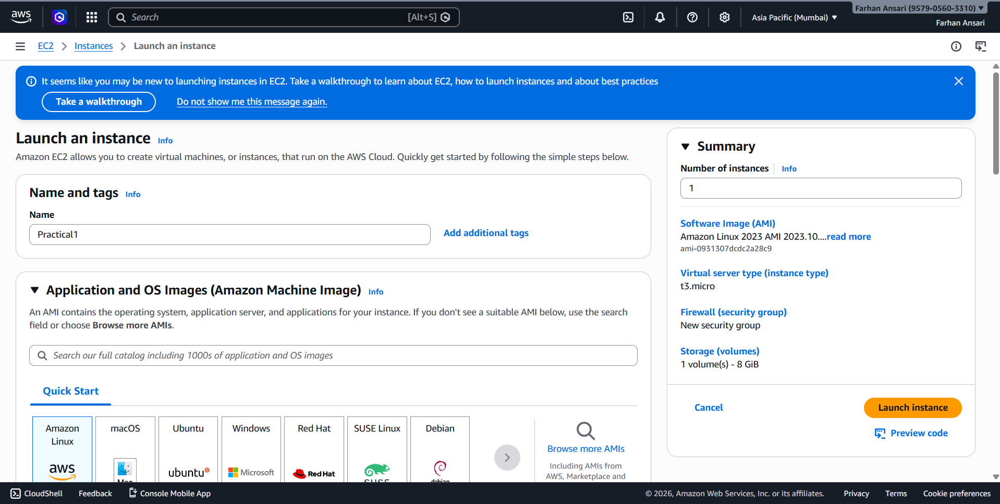 aws
Search
[Alt+S]
Asia Pacific (Mumbai)
Farhan Ansari (9579-0560-3310)
Farhan Ansari
EC2
Instances
Launch an instance
It seems like you may be new to launching instances in EC2. Take a walkthrough to learn about EC2, how to launch instances and about best practices
Take a walkthrough
Do not show me this message again.
Launch an instance Info
Amazon EC2 allows you to create virtual machines, or instances, that run on the AWS Cloud. Quickly get started by following the simple steps below.
Name and tags Info
Name
Practical1
Add additional tags
Application and OS Images (Amazon Machine Image) Info
An AMI contains the operating system, application server, and applications for your instance. If you don't see a suitable AMI below, use the search
field or choose Browse more AMIs.
Search our full catalog including 1000s of application and OS images
Quick Start
Amazon
Linux
aws
macOS
Mac
Ubuntu
ubuntu
Windows
Microsoft
Red Hat
Red Hat
SUSE Linux
SUSE
Debian
debian
Browse more AMIs
Including AMIs from
AWS, Marketplace and
Summary
Number of instances Info
1
Software Image (AMI)
Amazon Linux 2023 AMI 2023.10....read more
ami-0931307dcdc2a28c9
Virtual server type (instance type)
t3.micro
Firewall (security group)
New security group
Storage (volumes)
1 volume(s) - 8 GiB
Cancel
Launch instance
Preview code
CloudShell
Feedback
Console Mobile App
© 2026, Amazon Web Services, Inc. or its affiliates.
Privacy
Terms
Cookie preferences